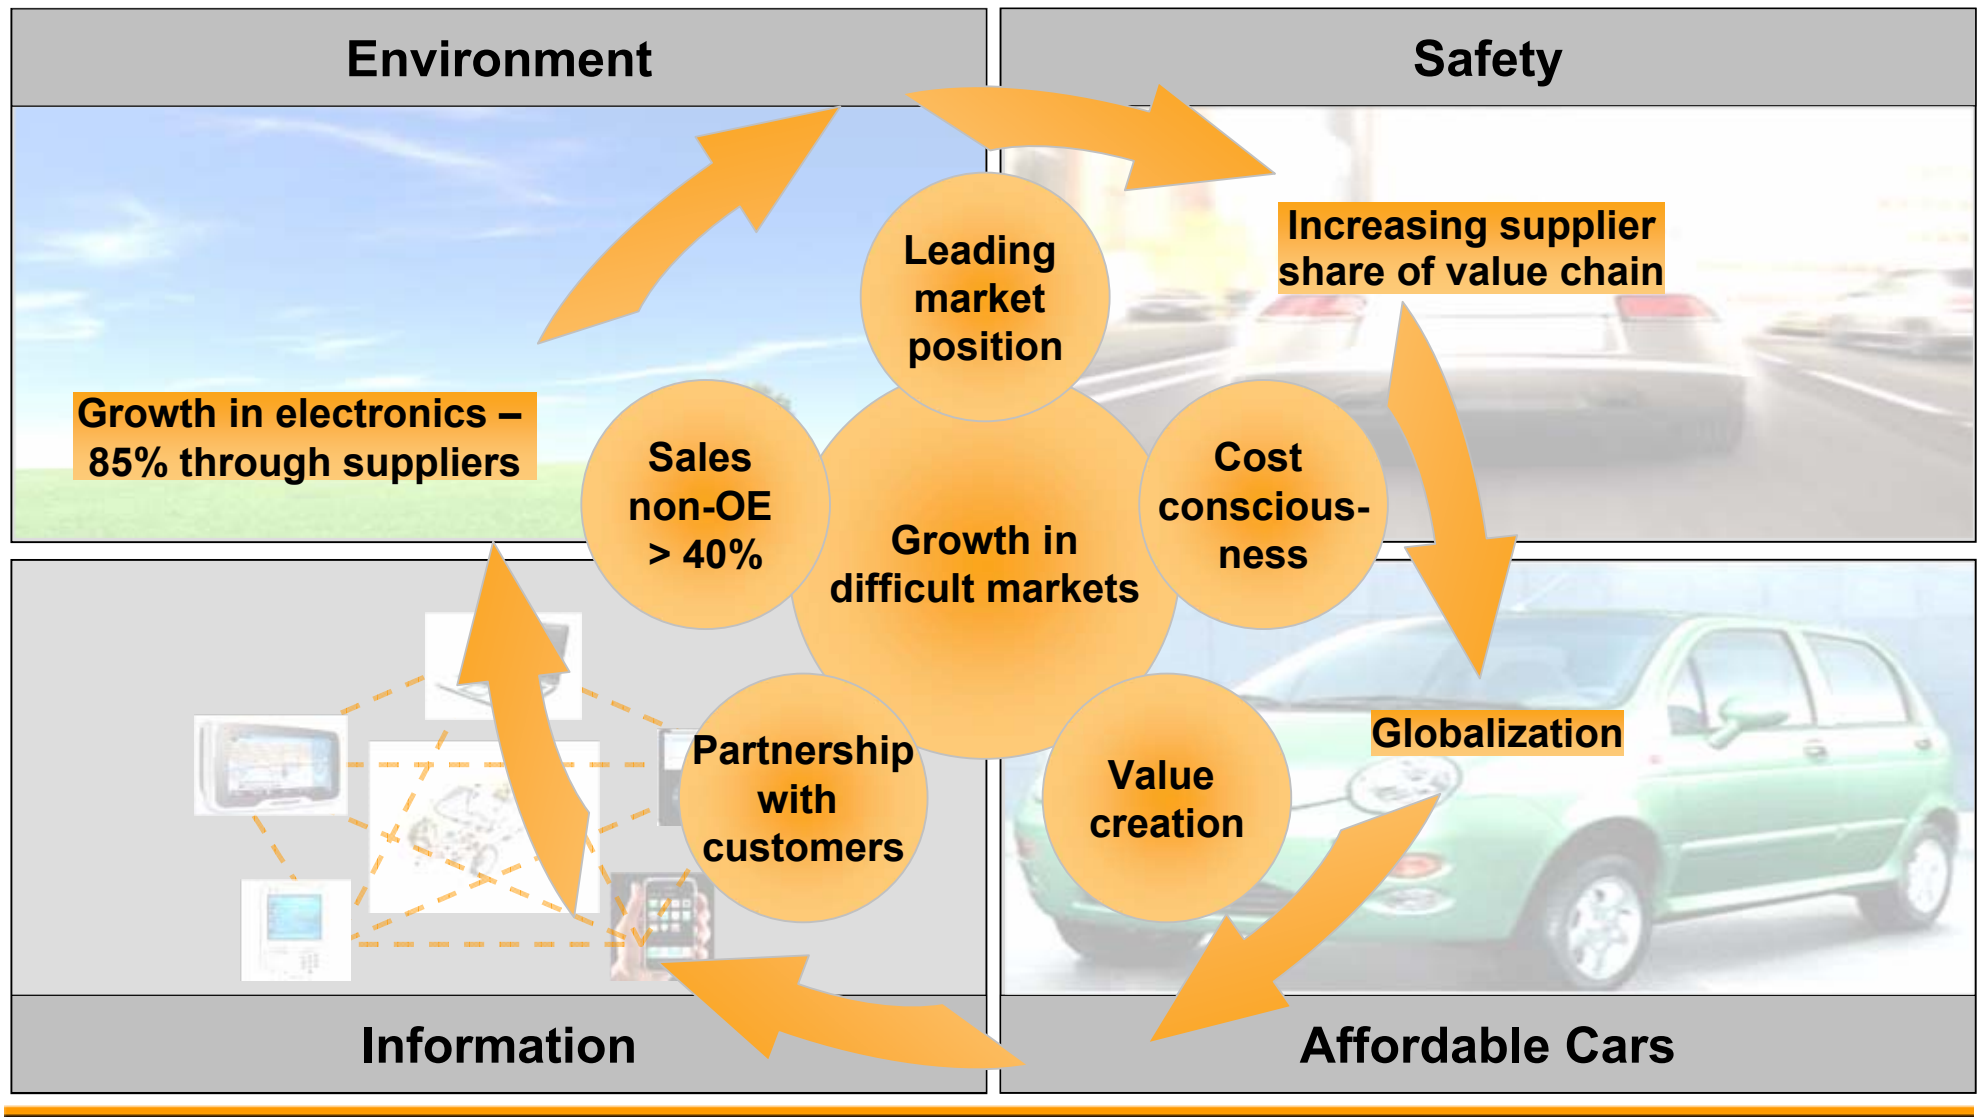 Environment
Safety
Increasing supplier
share of value chain
Leading
market
position
Growth in electronics –
85% through suppliers
Sales
non-OE
> 40%
Cost
conscious-
ness
Growth in
difficult markets
Globalization
Partnership
with
customers
Value
creation
Information
Affordable Cars